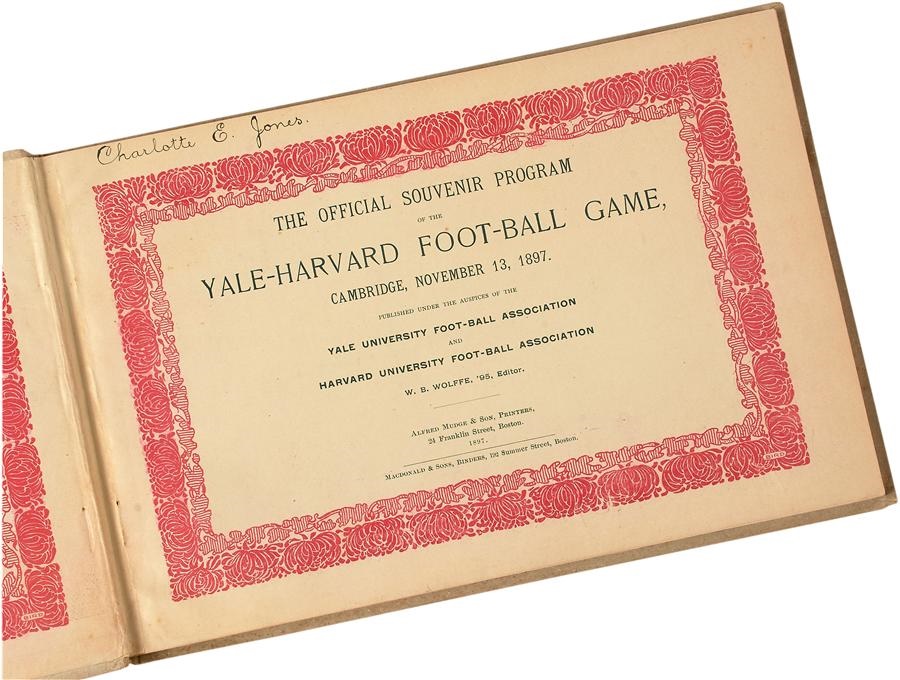 Charlotte E. Jones.
THE OFFICIAL SOUVENIR PROGRAM
OF THE
YALE-HARVARD FOOT-BALL GAME,
CAMBRIDGE, NOVEMBER 13, 1897.
PUBLISHED UNDER THE AUSPICES OF THE
YALE UNIVERSITY FOOT-BALL ASSOCIATION
AND
HARVARD UNIVERSITY FOOT-BALL ASSOCIATION
W. B. WOLFFE, '95, Editor.
ALFRED MUDGE & SON, PRINTERS,
24 Franklin Street, Boston.
1897.
MACDONALD & SONS, BINDERS, 192 Summer Street, Boston.
BIRD
BIRD